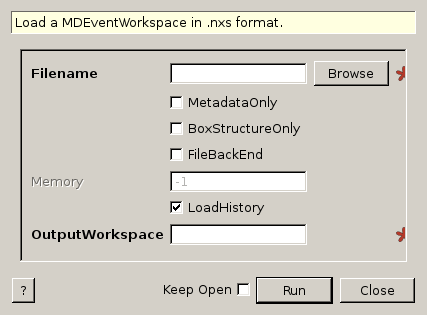 Load a MDEventWorkspace in .nxs format.
Filename Browse
MetadataOnly
BoxStructureOnly
FileBackEnd
Memory -1
LoadHistory
OutputWorkspace
? Keep Open Run Close